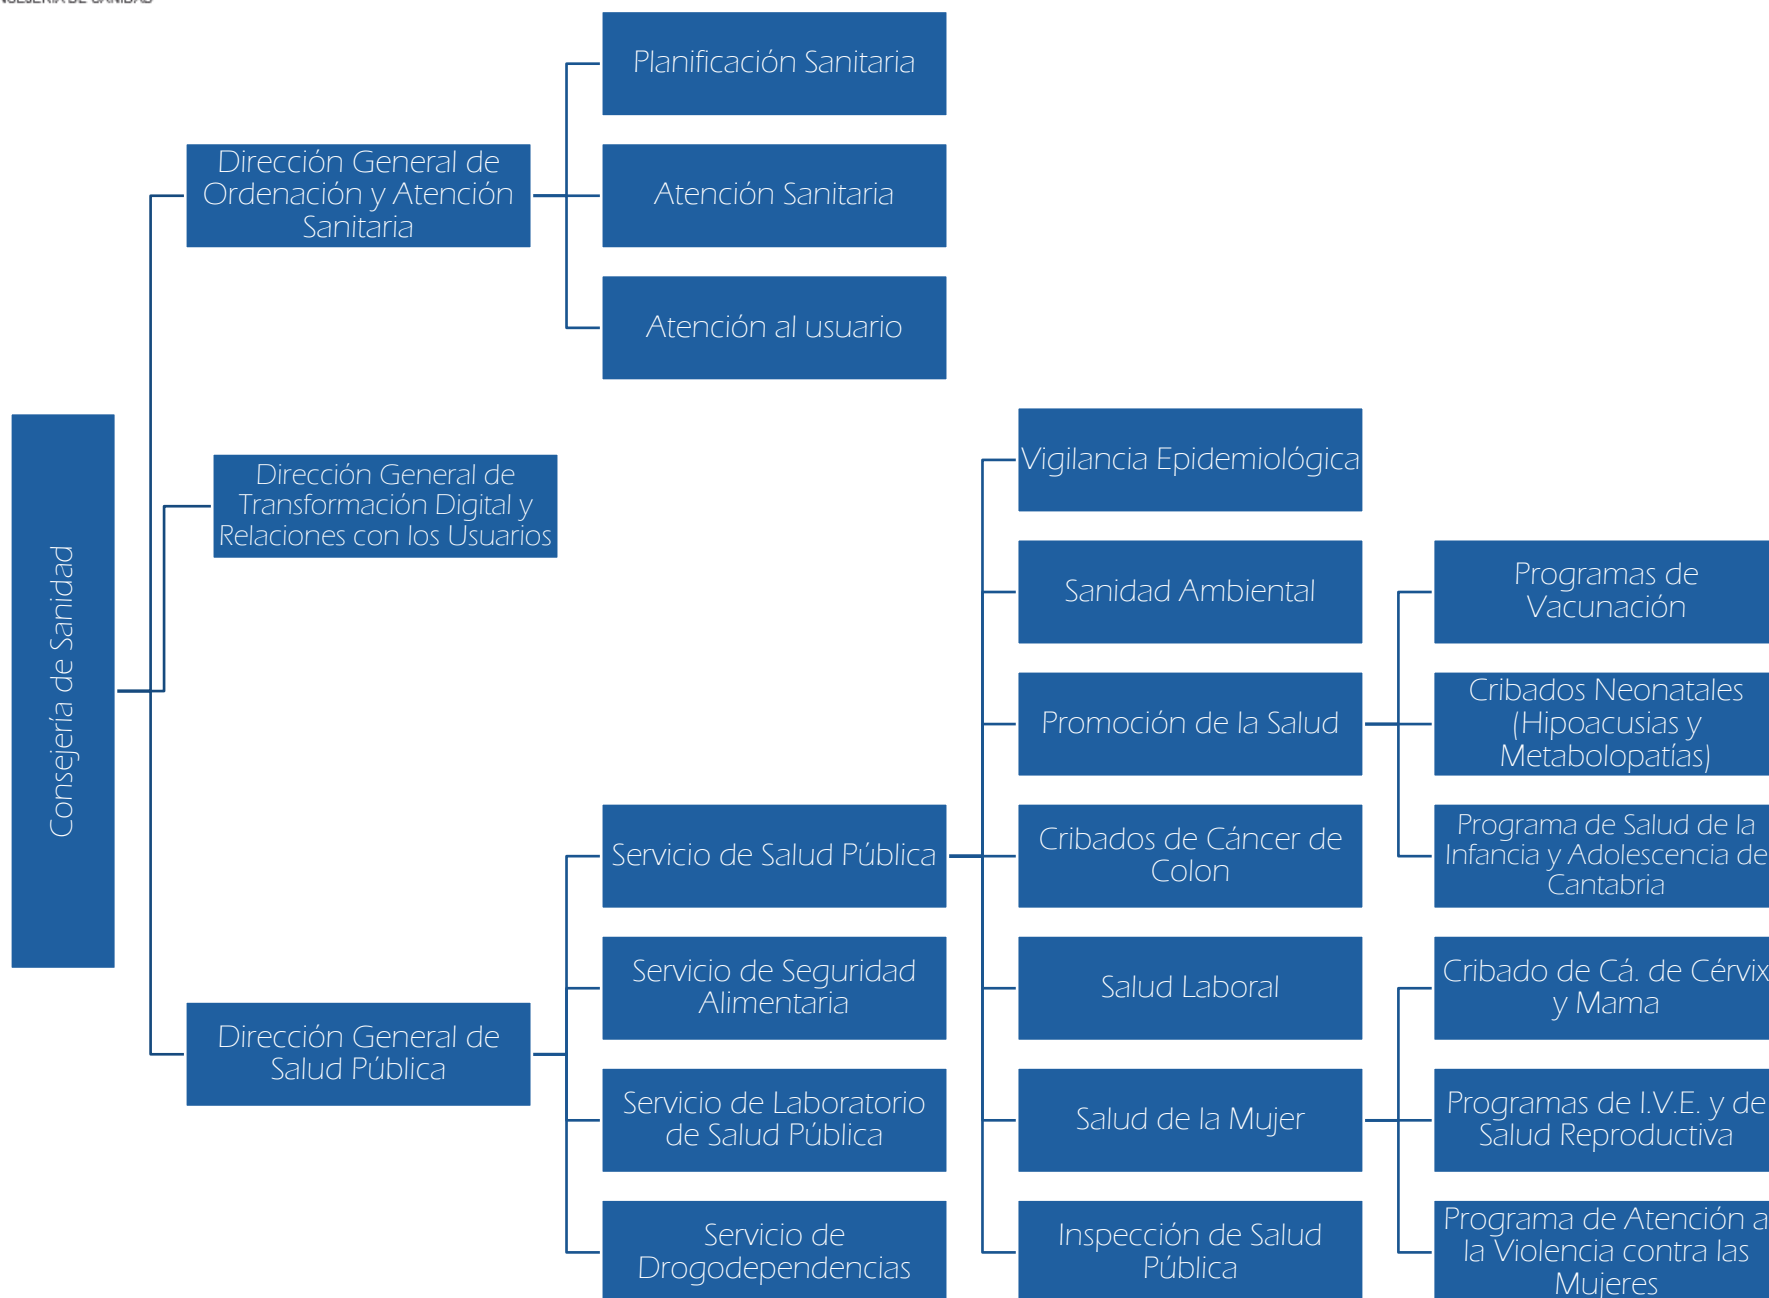 CONSEJERÍA DE SANIDAD
Planificación Sanitaria
Dirección General de
Ordenación y Atención
Sanitaria
Atención Sanitaria
Atención al usuario
Consejería de Sanidad
Dirección General de
Transformación Digital y
Relaciones con los Usuarios
Vigilancia Epidemiológica
Sanidad Ambiental
Programas de
Vacunación
Promoción de la Salud
Cribados Neonatales
(Hipoacusias y
Metabolopatías)
Servicio de Salud Pública
Cribados de Cáncer de
Colon
Programa de Salud de la
Infancia y Adolescencia de
Cantabria
Servicio de Seguridad
Alimentaria
Salud Laboral
Cribado de Cá. de Cérvix
y Mama
Dirección General de
Salud Pública
Servicio de Laboratorio
de Salud Pública
Salud de la Mujer
Programas de I.V.E. y de
Salud Reproductiva
Servicio de
Drogodependencias
Inspección de Salud
Pública
Programa de Atención a
la Violencia contra las
Mujeres